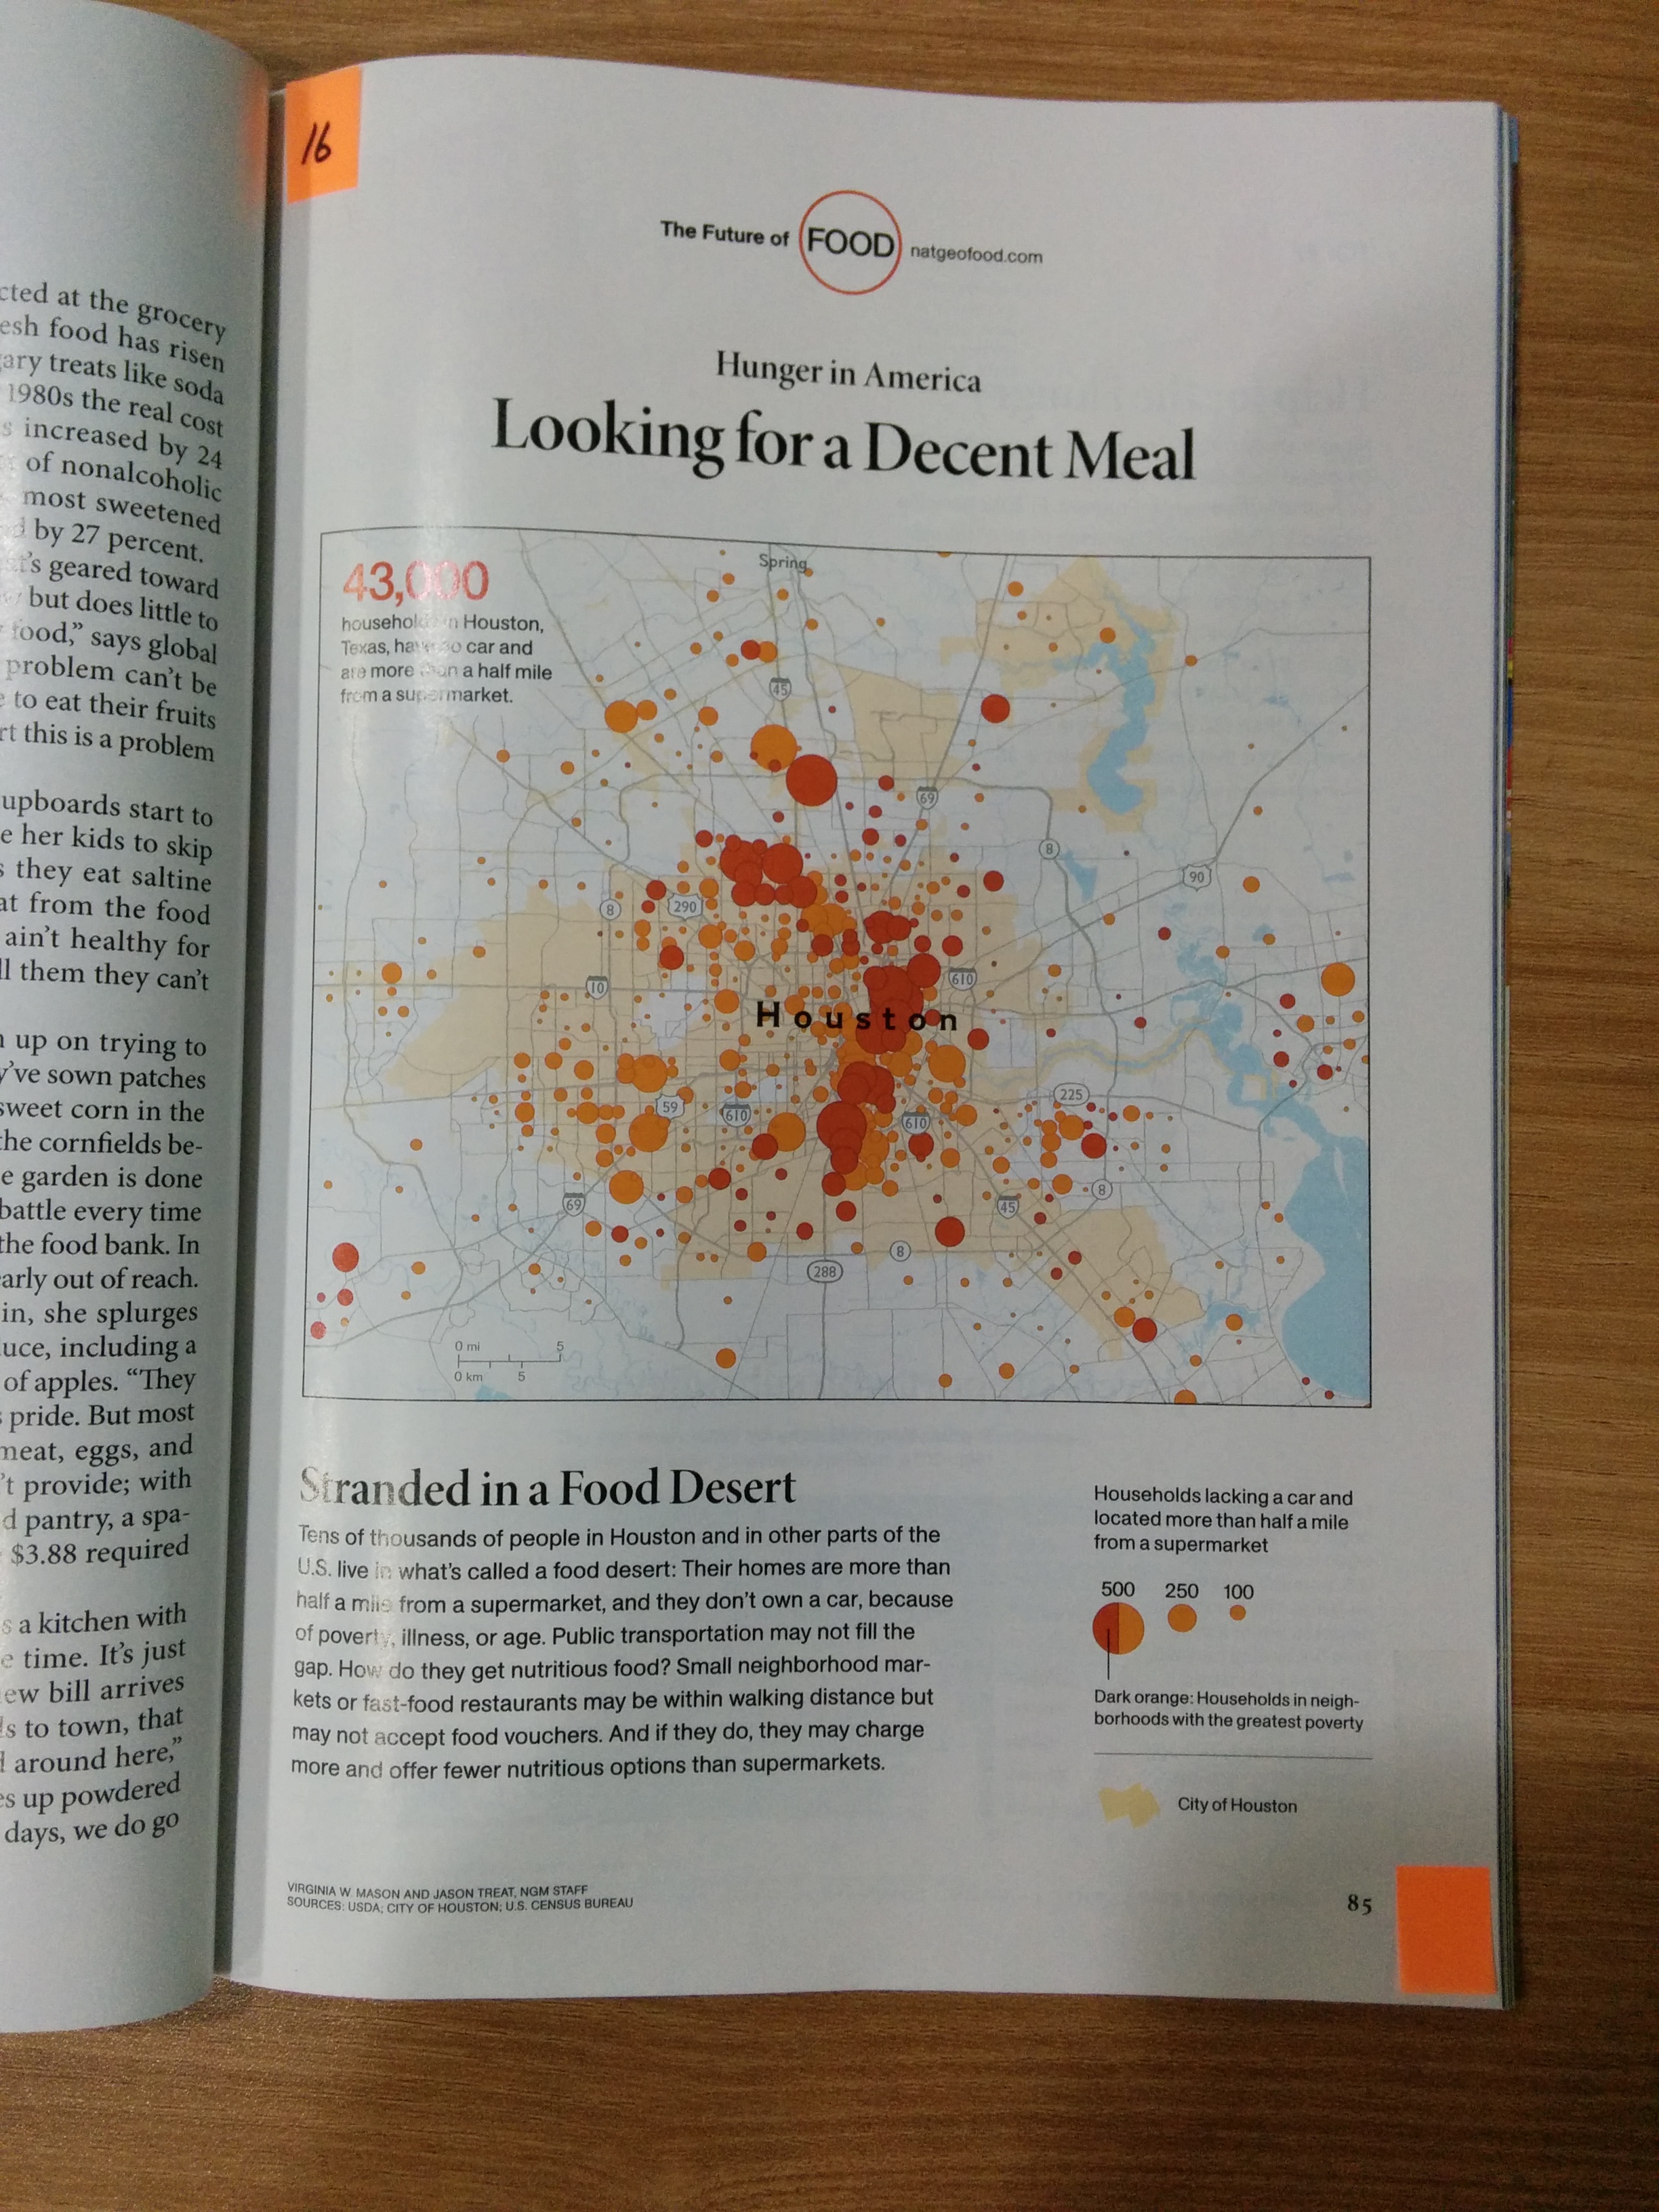 cted at the grocery
esh food has risen
ary treats like soda
1980s the real cost
s increased by 24
of nonalcoholic
most sweetened
d by 27 percent.
t's geared toward
but does little to
food," says global
problem can't be
e to eat their fruits
rt this is a problem
upboards start to
e her kids to skip
s they eat saltine
at from the food
ain't healthy for
ll them they can't
n up on trying to
y've sown patches
sweet corn in the
the cornfields be-
e garden is done
battle every time
the food bank. In
early out of reach.
in, she splurges
uce, including a
of apples. "They
s pride. But most
meat, eggs, and
't provide; with
d pantry, a spa-
$3.88 required
s a kitchen with
e time. It's just
ew bill arrives
ls to town, that
d around here,"
es up powdered
days, we do go
16
The Future of FOOD natgeofood.com
Hunger in America
Looking for a Decent Meal
43,000
households in Houston,
Texas, have no car and
are more than a half mile
from a supermarket.
Spring
45
69
8
90
290
8
10
610
Houston
59
610
610
225
69
45
8
8
288
0 mi 5
0 km 5
Stranded in a Food Desert
Tens of thousands of people in Houston and in other parts of the
U.S. live in what's called a food desert: Their homes are more than
half a mile from a supermarket, and they don't own a car, because
of poverty, illness, or age. Public transportation may not fill the
gap. How do they get nutritious food? Small neighborhood mar-
kets or fast-food restaurants may be within walking distance but
may not accept food vouchers. And if they do, they may charge
more and offer fewer nutritious options than supermarkets.
Households lacking a car and
located more than half a mile
from a supermarket
500 250 100
Dark orange: Households in neigh-
borhoods with the greatest poverty
City of Houston
VIRGINIA W. MASON AND JASON TREAT, NGM STAFF
SOURCES: USDA; CITY OF HOUSTON; U.S. CENSUS BUREAU
85